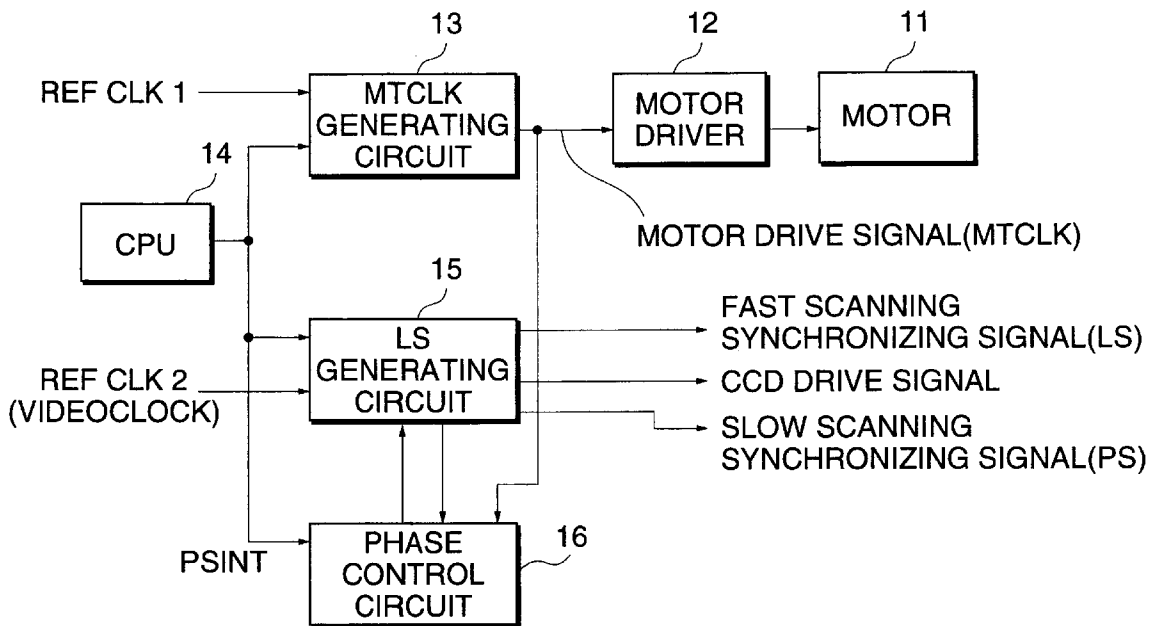 13
12
11
REF CLK 1
MTCLK
GENERATING
CIRCUIT
MOTOR
DRIVER
MOTOR
14
CPU
MOTOR DRIVE SIGNAL(MTCLK)
15
LS
GENERATING
CIRCUIT
FAST SCANNING
SYNCHRONIZING SIGNAL(LS)
REF CLK 2
(VIDEOCLOCK)
CCD DRIVE SIGNAL
SLOW SCANNING
SYNCHRONIZING SIGNAL(PS)
PSINT
PHASE
CONTROL
CIRCUIT
16